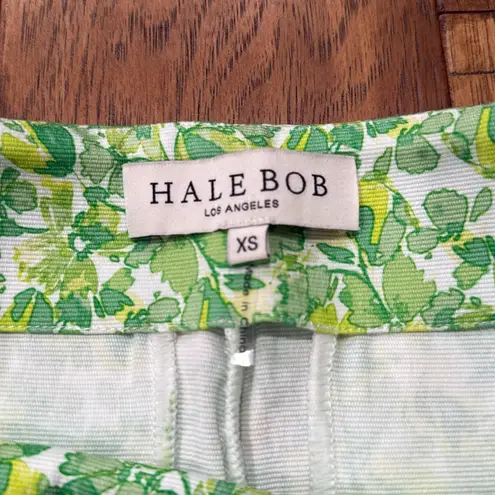 HALE BOB
LOS ANGELES
XS
Made in China